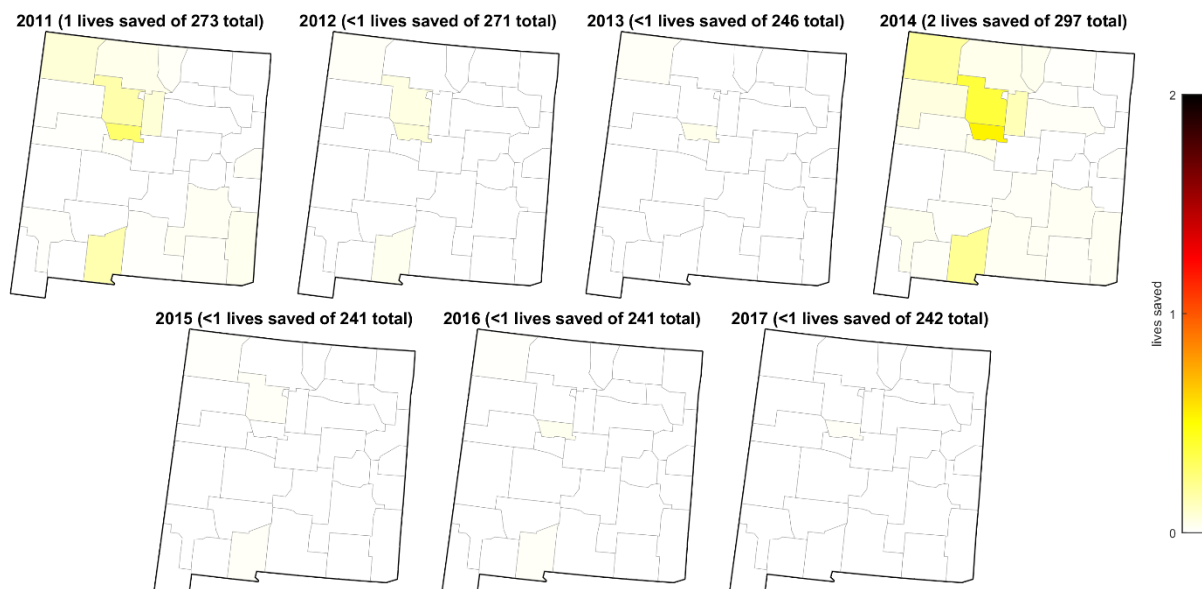 2011 (1 lives saved of 273 total)
2012 (<1 lives saved of 271 total)
2013 (<1 lives saved of 246 total)
2014 (2 lives saved of 297 total)
2015 (<1 lives saved of 241 total)
2016 (<1 lives saved of 241 total)
2017 (<1 lives saved of 242 total)
2
1
0
lives saved